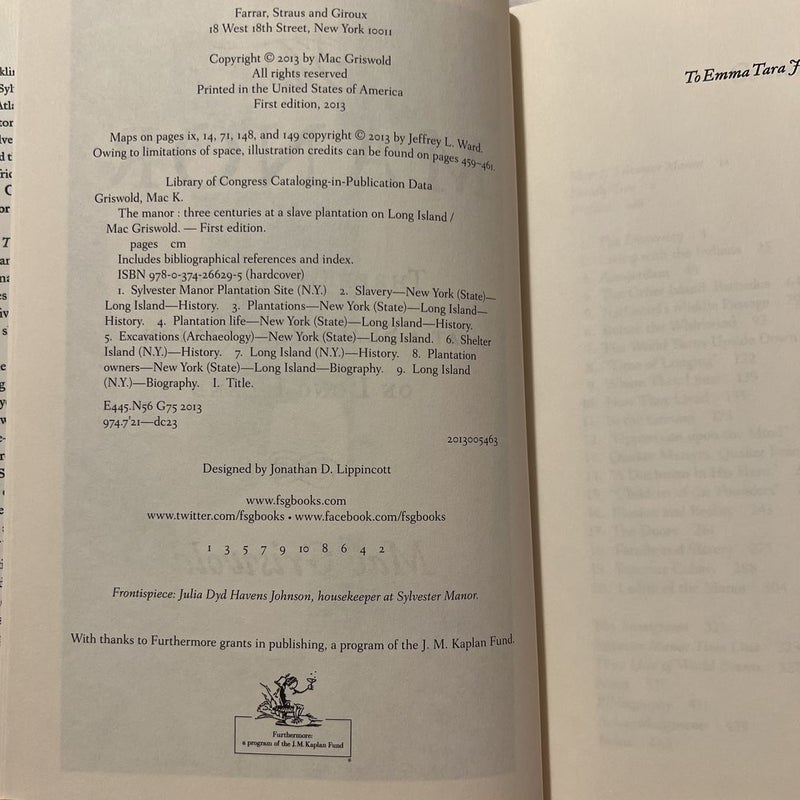 Farrar, Straus and Giroux
18 West 18th Street, New York 10011
Copyright © 2013 by Mac Griswold
All rights reserved
Printed in the United States of America
First edition, 2013
Maps on pages ix, 14, 71, 148, and 149 copyright © 2013 by Jeffrey L. Ward.
Owing to limitations of space, illustration credits can be found on pages 459–461.
Library of Congress Cataloging-in-Publication Data
Griswold, Mac K.
The manor : three centuries at a slave plantation on Long Island /
Mac Griswold. — First edition.
pages cm
Includes bibliographical references and index.
ISBN 978-0-374-26629-5 (hardcover)
1. Sylvester Manor Plantation Site (N.Y.) 2. Slavery—New York (State)—
Long Island—History. 3. Plantations—New York (State)—Long Island—
History. 4. Plantation life—New York (State)—Long Island—History.
5. Excavations (Archaeology)—New York (State)—Long Island. 6. Shelter
Island (N.Y.)—History. 7. Long Island (N.Y.)—History. 8. Plantation
owners—New York (State)—Long Island—Biography. 9. Long Island
(N.Y.)—Biography. I. Title.
E445.N56 G75 2013
974.7'21—dc23
2013005463
Designed by Jonathan D. Lippincott
www.fsgbooks.com
www.twitter.com/fsgbooks • www.facebook.com/fsgbooks
1 3 5 7 9 10 8 6 4 2
Frontispiece: Julia Dyd Havens Johnson, housekeeper at Sylvester Manor.
With thanks to Furthermore grants in publishing, a program of the J. M. Kaplan Fund.
Furthermore:
a program of the J. M. Kaplan Fund
To Emma Tara